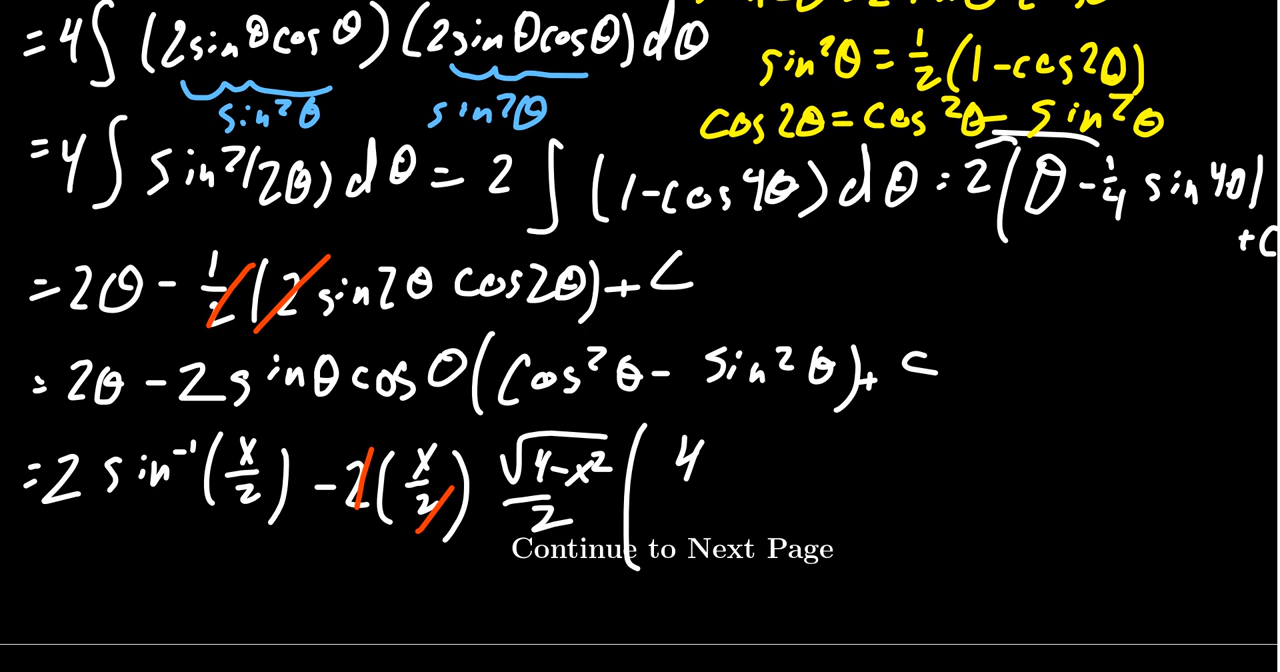 = 4 ∫ (2sinθcosθ)(2sinθcosθ)dθ
sin²θ = 1/2 (1-cos2θ)
sin²θ sin²θ
cos2θ = cos²θ - sin²θ
= 4 ∫ sin²(2θ)dθ = 2 ∫ (1-cos4θ)dθ = 2(θ - 1/4 sin4θ)
+C
= 2θ - 1/2 (2 sin2θ cos2θ) + C
= 2θ - 2sinθcosθ(cos²θ - sin²θ) + C
= 2 sin⁻¹(x/2) - 2(x/2) √(4-x²)/2 ( 4
Continue to Next Page